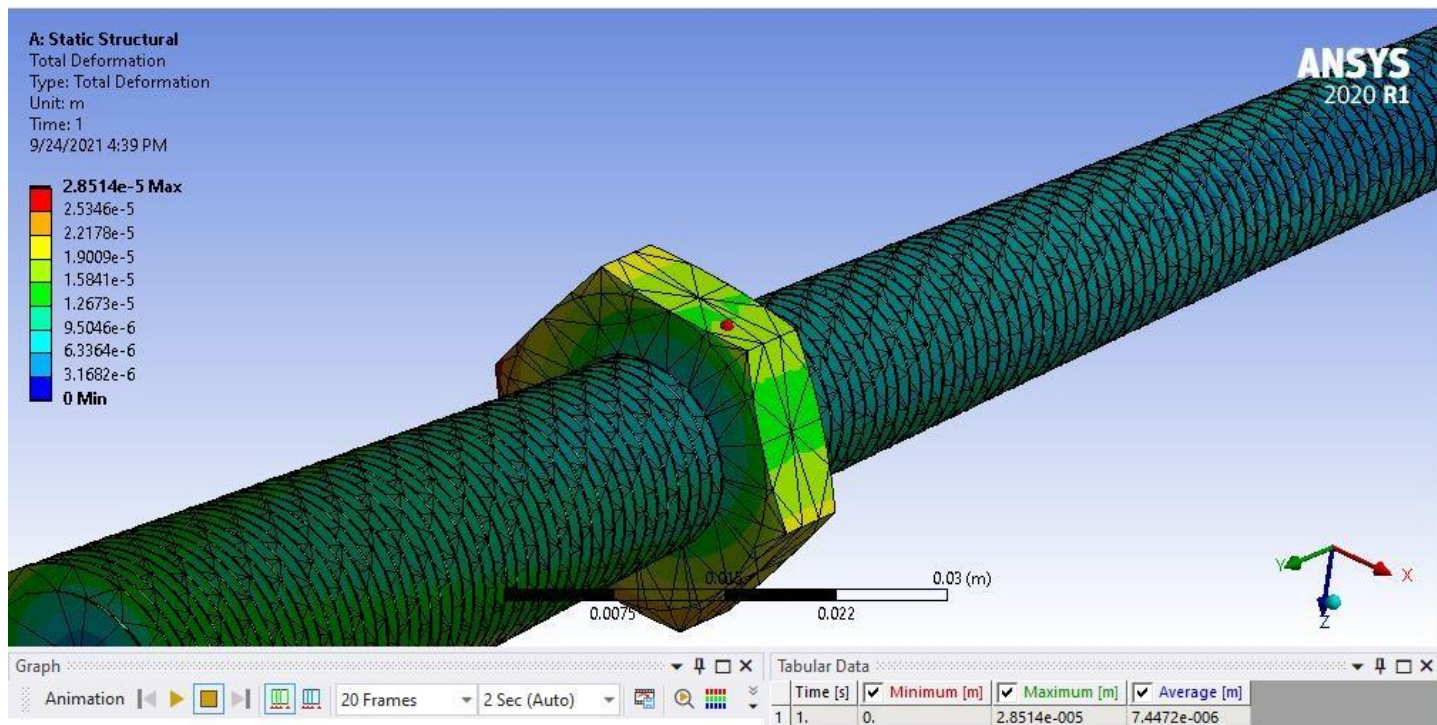 A: Static Structural
Total Deformation
Type: Total Deformation
Unit: m
Time: 1
9/24/2021 4:39 PM
ANSYS
2020 R1
2.8514e-5 Max
2.5346e-5
2.2178e-5
1.9009e-5
1.5841e-5
1.2673e-5
9.5046e-6
6.3364e-6
3.1682e-6
0 Min
0.015 0.03 (m)
0.0075 0.022
Y X
Z
Graph
Animation 20 Frames 2 Sec (Auto)
Tabular Data
Time [s] Minimum [m] Maximum [m] Average [m]
1 1. 0. 2.8514e-005 7.4472e-006